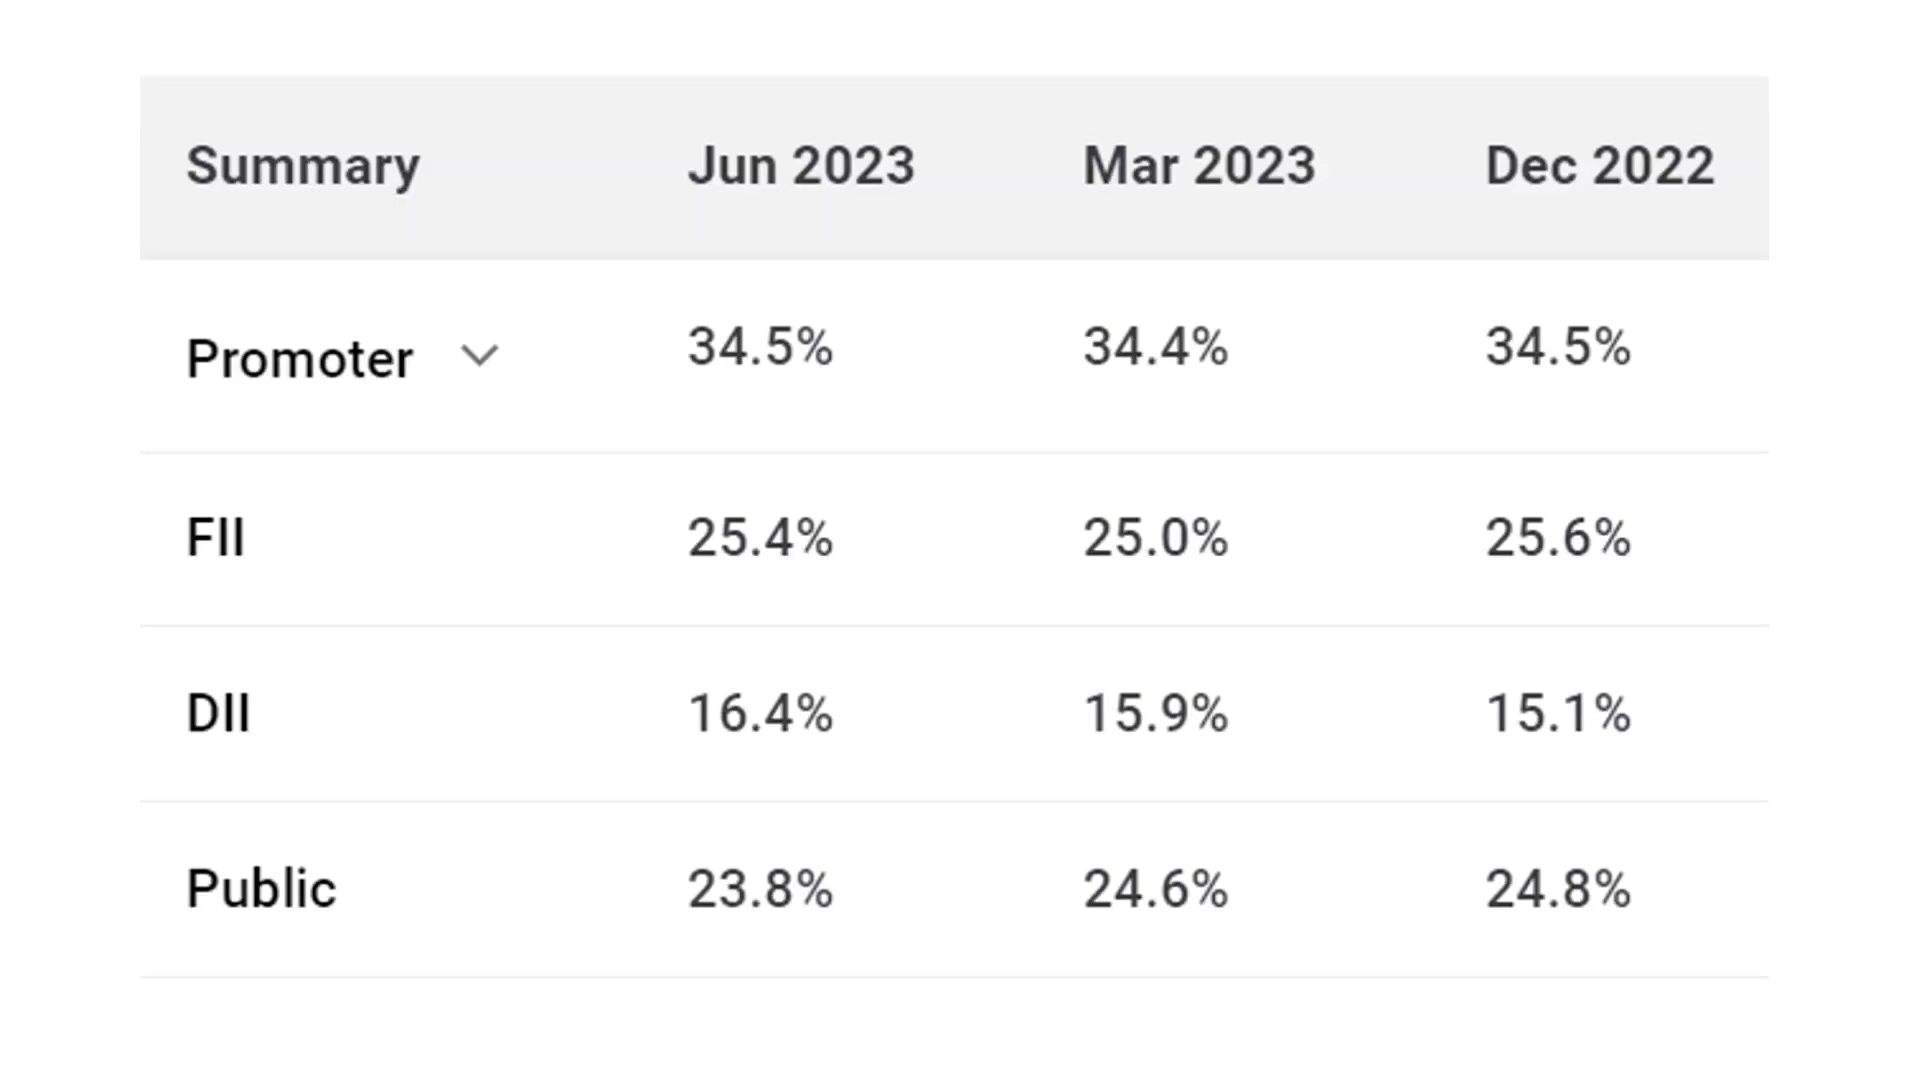 Summary Jun 2023 Mar 2023 Dec 2022
Promoter 34.5% 34.4% 34.5%
FII 25.4% 25.0% 25.6%
DII 16.4% 15.9% 15.1%
Public 23.8% 24.6% 24.8%